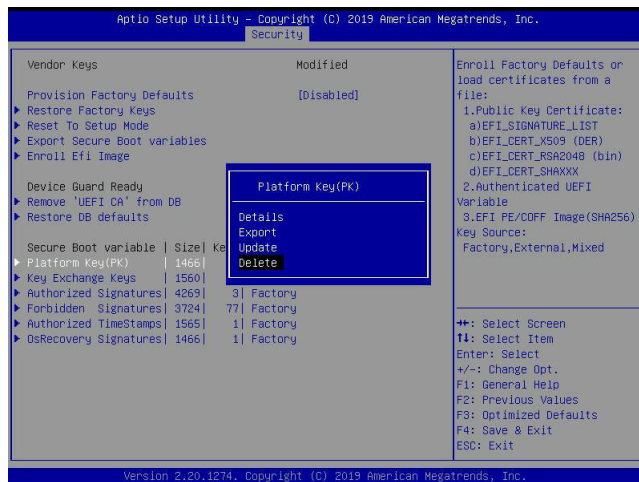 Aptio Setup Utility – Copyright (C) 2019 American Megatrends, Inc.
Security
Vendor Keys Modified
Provision Factory Defaults [Disabled]
Restore Factory Keys
Reset To Setup Mode
Export Secure Boot variables
Enroll Efi Image
Device Guard Ready
Remove 'UEFI CA' from DB
Restore DB defaults
Secure Boot variable | Size| Ke
Platform Key(PK) | 1466|
Key Exchange Keys | 1560|
Authorized Signatures| 4269| 3| Factory
Forbidden Signatures| 3724| 77| Factory
Authorized TimeStamps| 1565| 1| Factory
OsRecovery Signatures| 1466| 1| Factory
Platform Key(PK)
Details
Export
Update
Delete
Enroll Factory Defaults or
load certificates from a
file:
1.Public Key Certificate:
a)EFI_SIGNATURE_LIST
b)EFI_CERT_X509 (DER)
c)EFI_CERT_RSA2048 (bin)
d)EFI_CERT_SHAXXX
2.Authenticated UEFI
Variable
3.EFI PE/COFF Image(SHA256)
Key Source:
Factory,External,Mixed
→←: Select Screen
↑↓: Select Item
Enter: Select
+/-: Change Opt.
F1: General Help
F2: Previous Values
F3: Optimized Defaults
F4: Save & Exit
ESC: Exit
Version 2.20.1274. Copyright (C) 2019 American Megatrends, Inc.